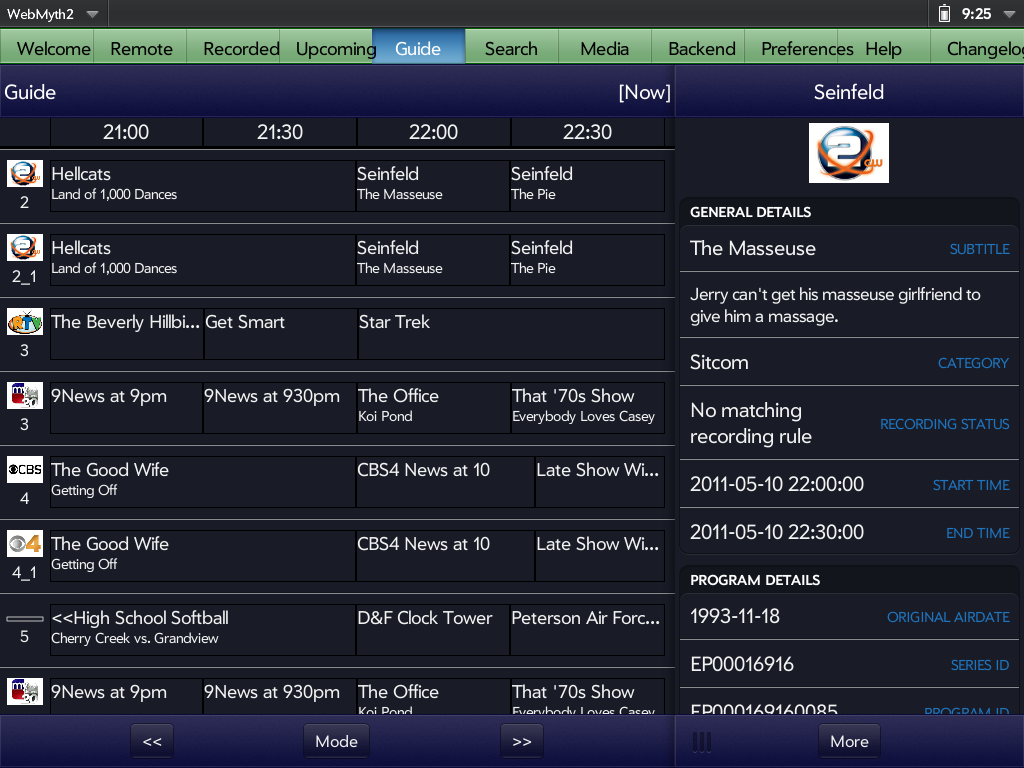 WebMyth2
9:25
Welcome Remote Recorded Upcoming Guide Search Media Backend Preferences Help Changelog
Guide [Now]
21:00 21:30 22:00 22:30
2
Hellcats
Land of 1,000 Dances
Seinfeld
The Masseuse
Seinfeld
The Pie
2_1
Hellcats
Land of 1,000 Dances
Seinfeld
The Masseuse
Seinfeld
The Pie
3
The Beverly Hillbi...
Get Smart
Star Trek
3
9News at 9pm
9News at 930pm
The Office
Koi Pond
That '70s Show
Everybody Loves Casey
CBS
4
The Good Wife
Getting Off
CBS4 News at 10
Late Show Wi...
4
4_1
The Good Wife
Getting Off
CBS4 News at 10
Late Show Wi...
5
<<High School Softball
Cherry Creek vs. Grandview
D&F Clock Tower
Peterson Air Forc...
9News at 9pm
9News at 930pm
The Office
Koi Pond
That '70s Show
Everybody Loves Casey
<< Mode >>
Seinfeld
2
GENERAL DETAILS
The Masseuse SUBTITLE
Jerry can't get his masseuse girlfriend to
give him a massage.
Sitcom CATEGORY
No matching
recording rule RECORDING STATUS
2011-05-10 22:00:00 START TIME
2011-05-10 22:30:00 END TIME
PROGRAM DETAILS
1993-11-18 ORIGINAL AIRDATE
EP00016916 SERIES ID
EP000169160085 PROGRAM ID
More